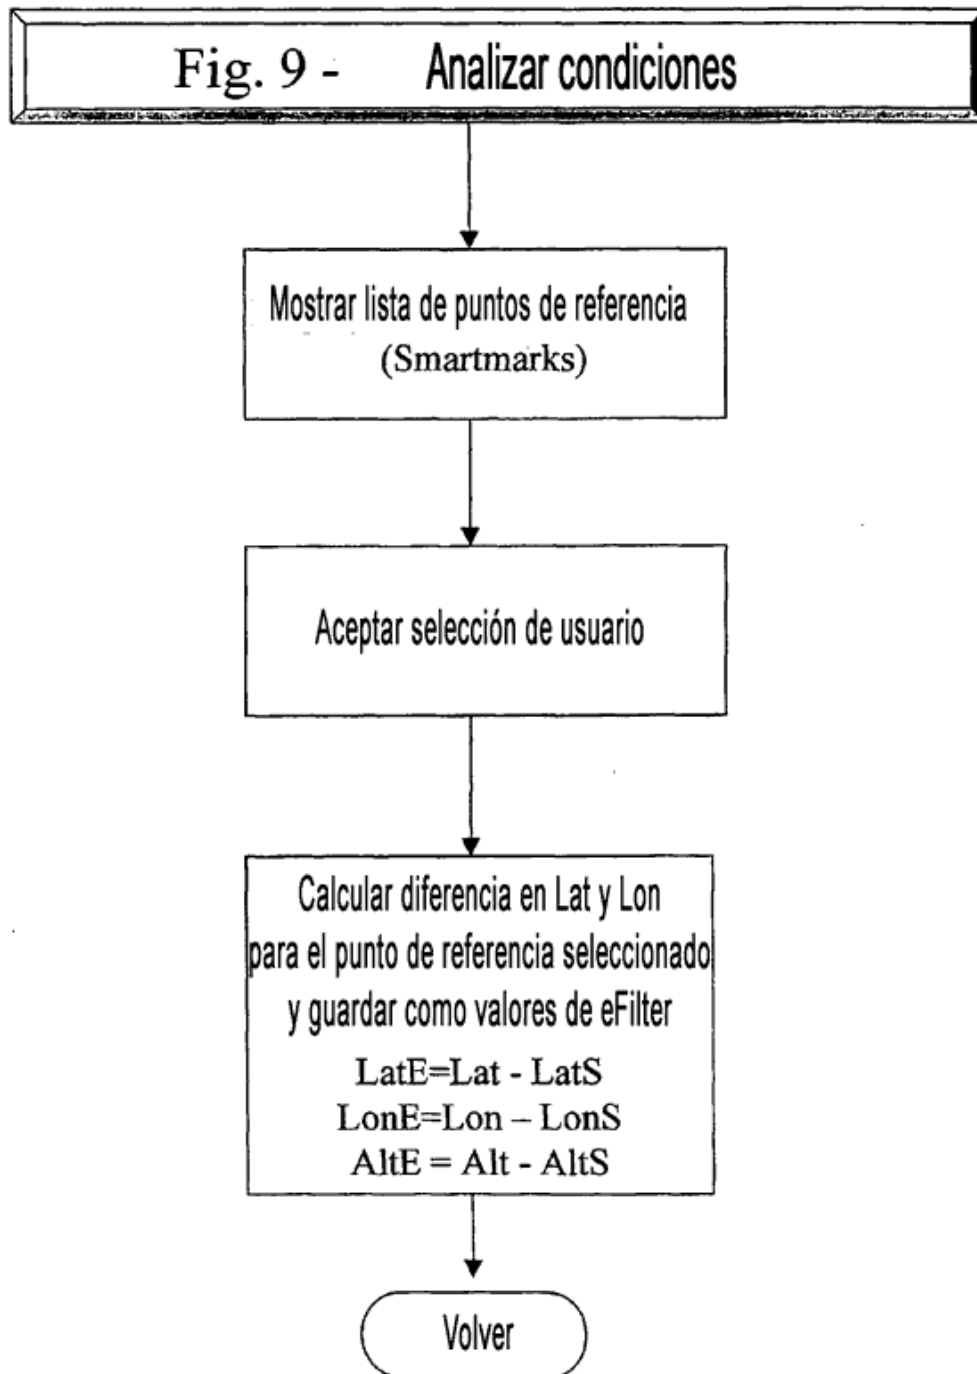 Fig. 9 - Analizar condiciones
Mostrar lista de puntos de referencia
(Smartmarks)
Aceptar selección de usuario
Calcular diferencia en Lat y Lon
para el punto de referencia seleccionado
y guardar como valores de eFilter
LatE=Lat - LatS
LonE=Lon – LonS
AltE = Alt - AltS
Volver